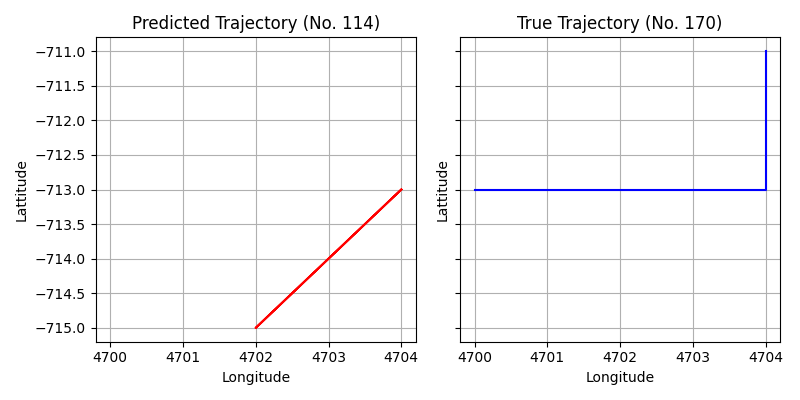 Predicted Trajectory (No. 114)
True Trajectory (No. 170)
−711.0
−711.5
−712.0
−712.5
−713.0
−713.5
−714.0
−714.5
−715.0
Lattitude
Lattitude
4700 4701 4702 4703 4704
4700 4701 4702 4703 4704
Longitude
Longitude